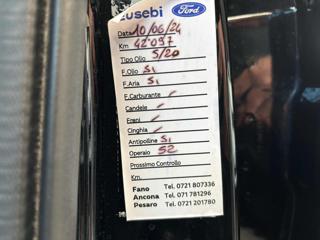 Eusebi Ford
Data 10/06/24
Km 42'097
Tipo Olio 5/20
F.Olio Si
F.Aria Si
F.Carburante /
Candele /
Freni /
Cinghia /
Antipolline Si
Operaio S2
Prossimo Controllo
Km.
Fano Tel. 0721 807336
Ancona Tel. 071 781296
Pesaro Tel. 0721 201780